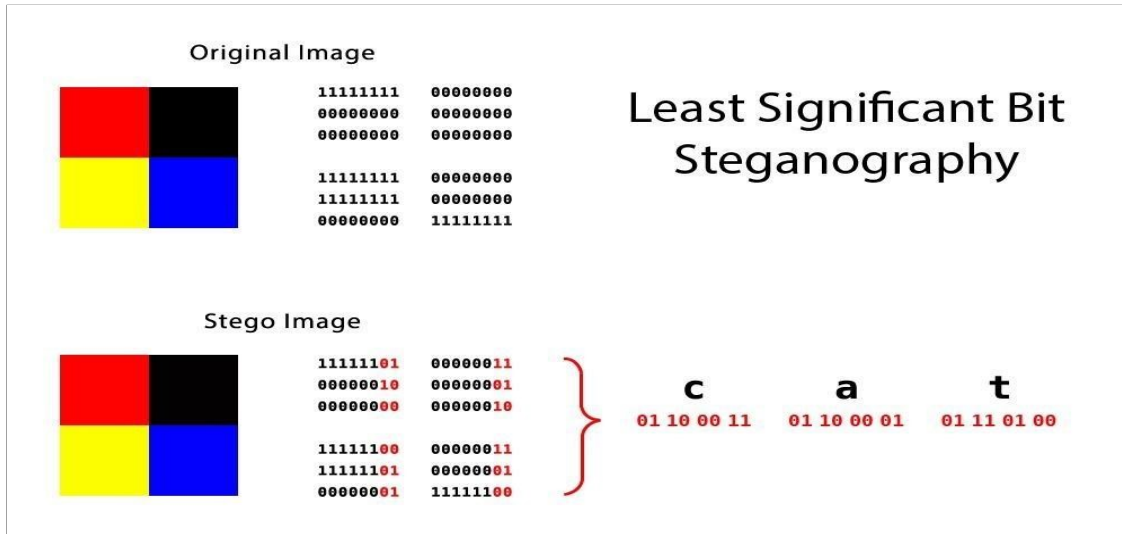 Original Image
11111111 00000000
00000000 00000000
00000000 00000000
11111111 00000000
11111111 00000000
00000000 11111111
Least Significant Bit
Steganography
Stego Image
11111101 00000011
00000010 00000001
00000000 00000010
11111100 00000011
11111101 00000001
00000001 11111100
c a t
01 10 00 11 01 10 00 01 01 11 01 00